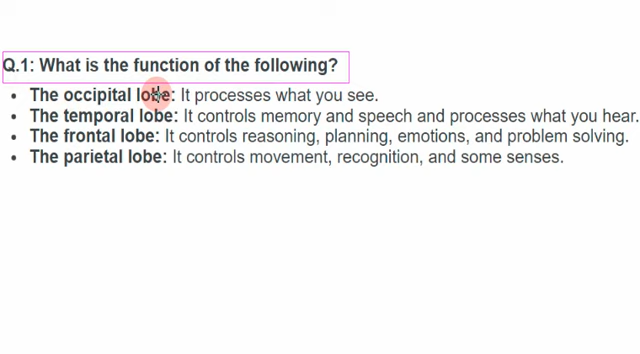 Q.1: What is the function of the following?
• The occipital lobe: It processes what you see.
• The temporal lobe: It controls memory and speech and processes what you hear.
• The frontal lobe: It controls reasoning, planning, emotions, and problem solving.
• The parietal lobe: It controls movement, recognition, and some senses.